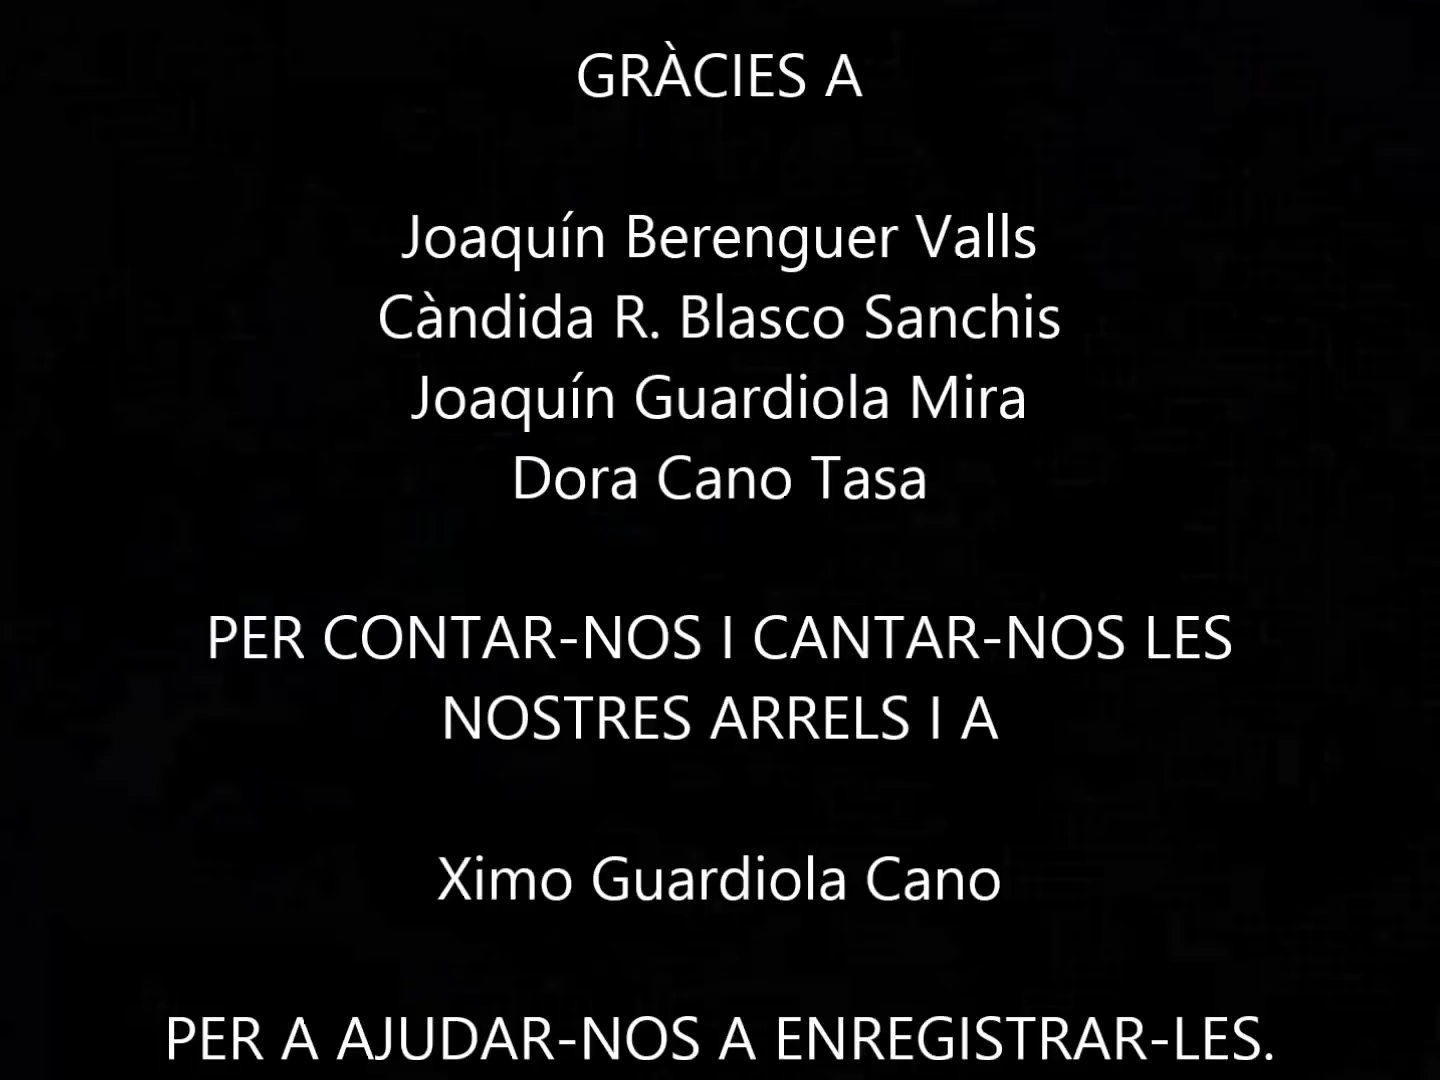 GRÀCIES A
Joaquín Berenguer Valls
Càndida R. Blasco Sanchis
Joaquín Guardiola Mira
Dora Cano Tasa
PER CONTAR-NOS I CANTAR-NOS LES
NOSTRES ARRELS I A
Ximo Guardiola Cano
PER A AJUDAR-NOS A ENREGISTRAR-LES.